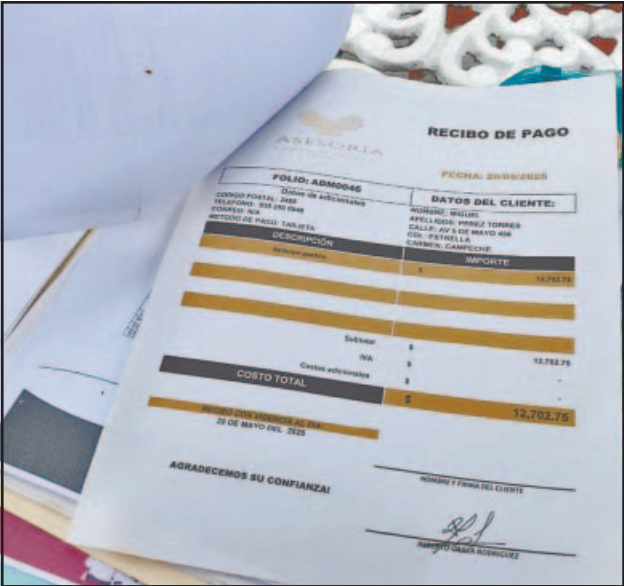 ASESORÍA
RECIBO DE PAGO
FECHA: 20/05/2025
FOLIO: ADM0046
Datos de adicionales
CODIGO POSTAL:
TELEFONO:
CORREO: N/A
METODO DE PAGO: TARJETA
DATOS DEL CLIENTE:
NOMBRE: MIGUEL
APELLIDOS: PEREZ TORRES
CALLE: AV 5 DE MAYO
COL: ESTRELLA
CARMEN, CAMPECHE.
DESCRIPCIÓN IMPORTE
$ 12,702.75
Subtotal $ 12,702.75
IVA $ -
Costos adicionales $ -
COSTO TOTAL $ 12,702.75
RECIBO CON VIGENCIA AL DIA:
20 DE MAYO DEL 2025
AGRADECEMOS SU CONFIANZA!
NOMBRE Y FIRMA DEL CLIENTE
RODRIGUEZ